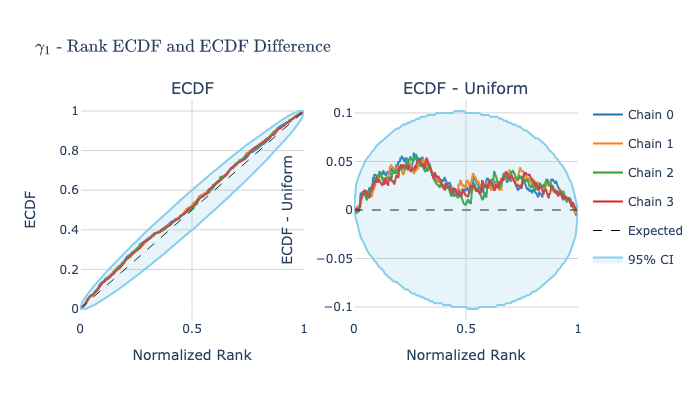 γ₁ - Rank ECDF and ECDF Difference
ECDF
ECDF - Uniform
1
0.8
0.6
0.4
0.2
0
ECDF
0
0.5
1
Normalized Rank
0.1
0.05
0
−0.05
−0.1
ECDF - Uniform
0
0.5
1
Normalized Rank
Chain 0
Chain 1
Chain 2
Chain 3
Expected
95% CI